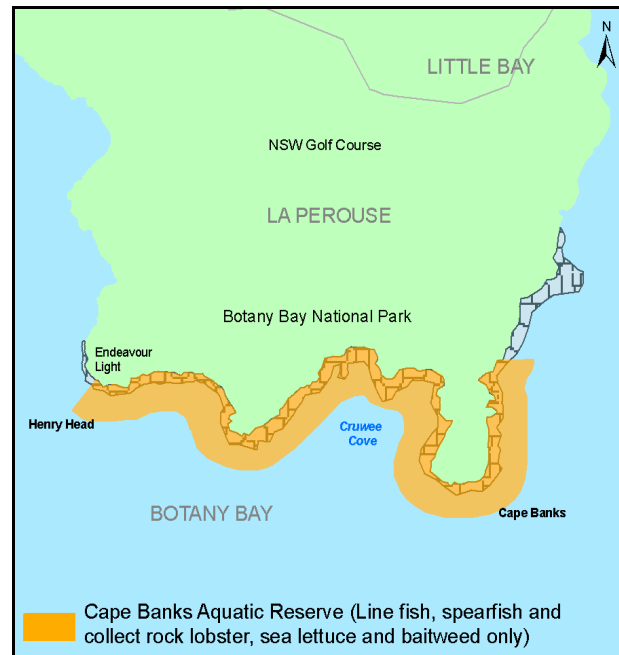 N
LITTLE BAY
NSW Golf Course
LA PEROUSE
Botany Bay National Park
Endeavour
Light
Henry Head
Cruwee
Cove
BOTANY BAY
Cape Banks
Cape Banks Aquatic Reserve (Line fish, spearfish and
collect rock lobster, sea lettuce and baitweed only)